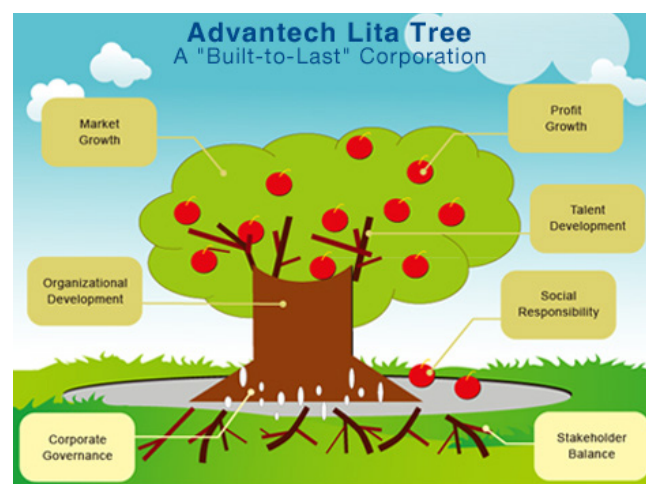 Advantech Lita Tree
A "Built-to-Last" Corporation
Market
Growth
Profit
Growth
Talent
Development
Organizational
Development
Social
Responsibility
Corporate
Governance
Stakeholder
Balance